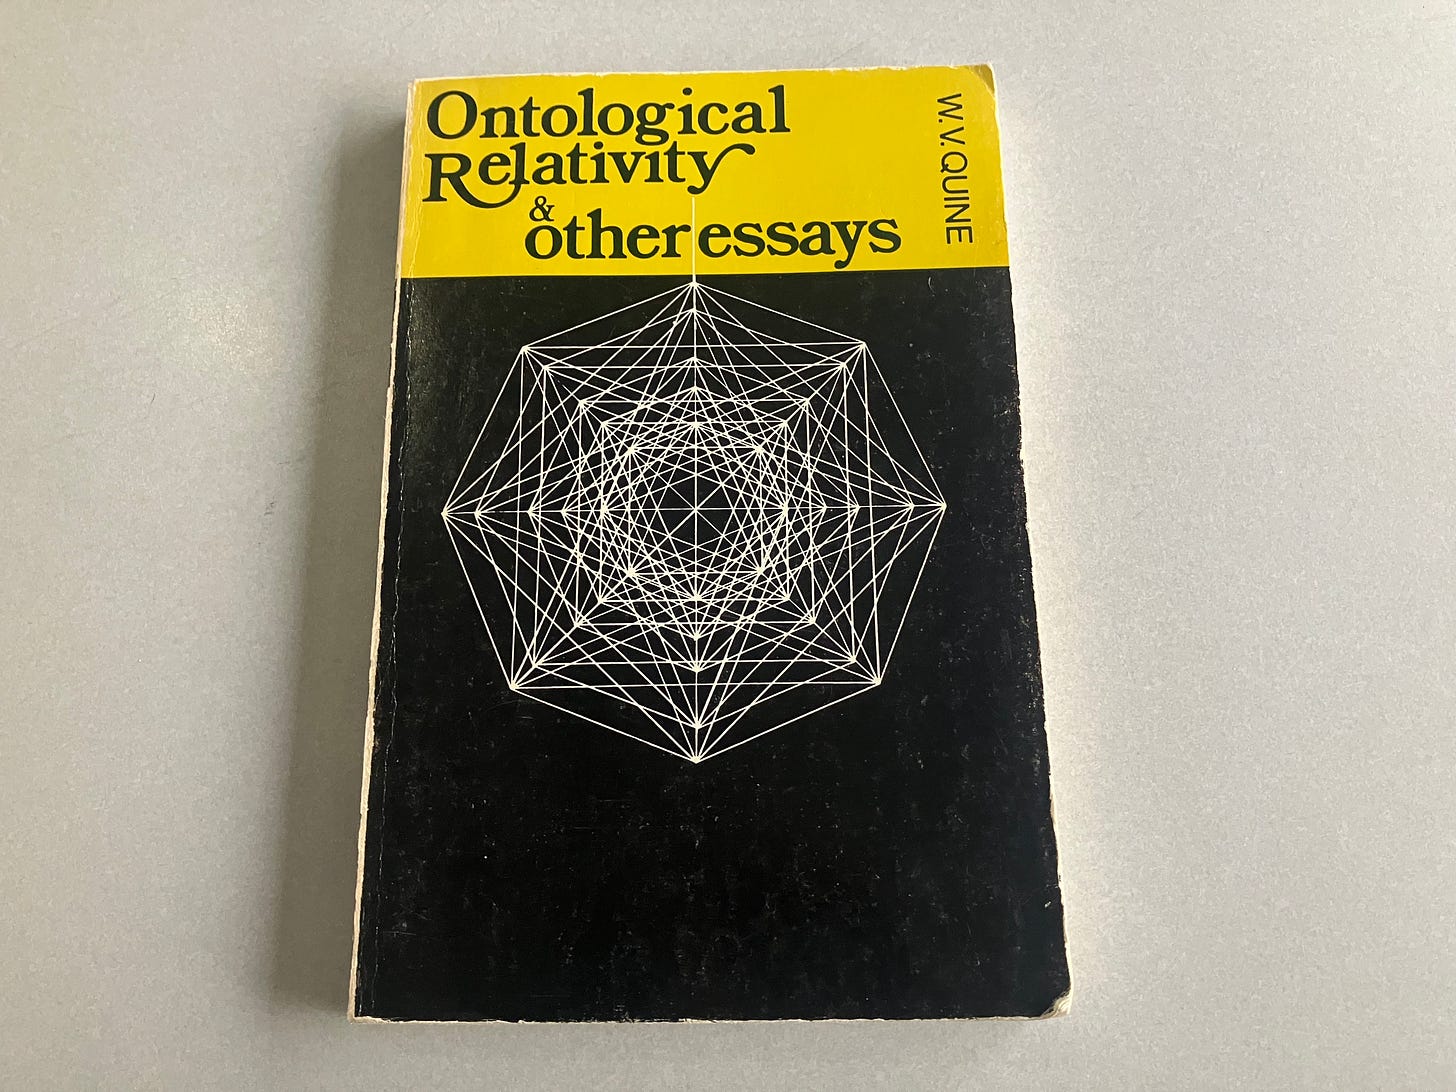 Ontological
Relativity
&
other essays
W. V. QUINE